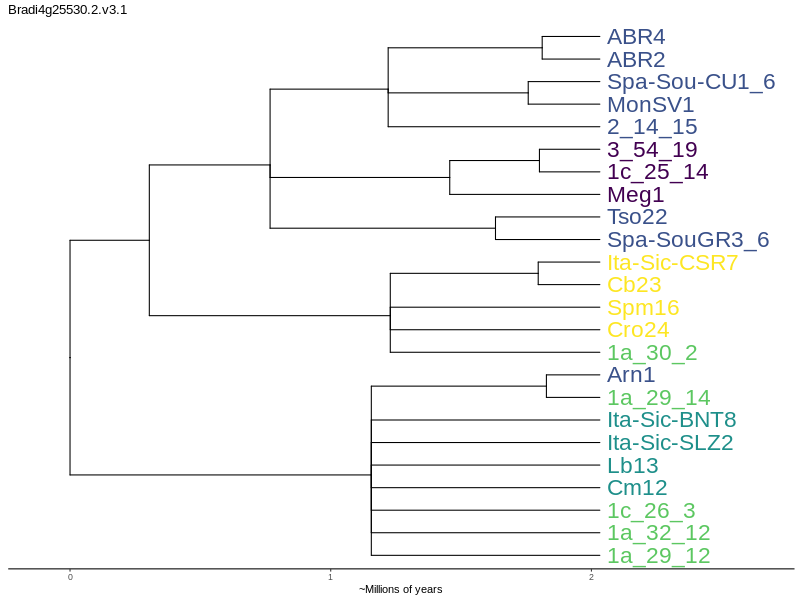 Bradi4g25530.2.v3.1
ABR4
ABR2
Spa-Sou-CU1_6
MonSV1
2_14_15
3_54_19
1c_25_14
Meg1
Tso22
Spa-SouGR3_6
Ita-Sic-CSR7
Cb23
Spm16
Cro24
1a_30_2
Arn1
1a_29_14
Ita-Sic-BNT8
Ita-Sic-SLZ2
Lb13
Cm12
1c_26_3
1a_32_12
1a_29_12
0 1 2
~Millions of years